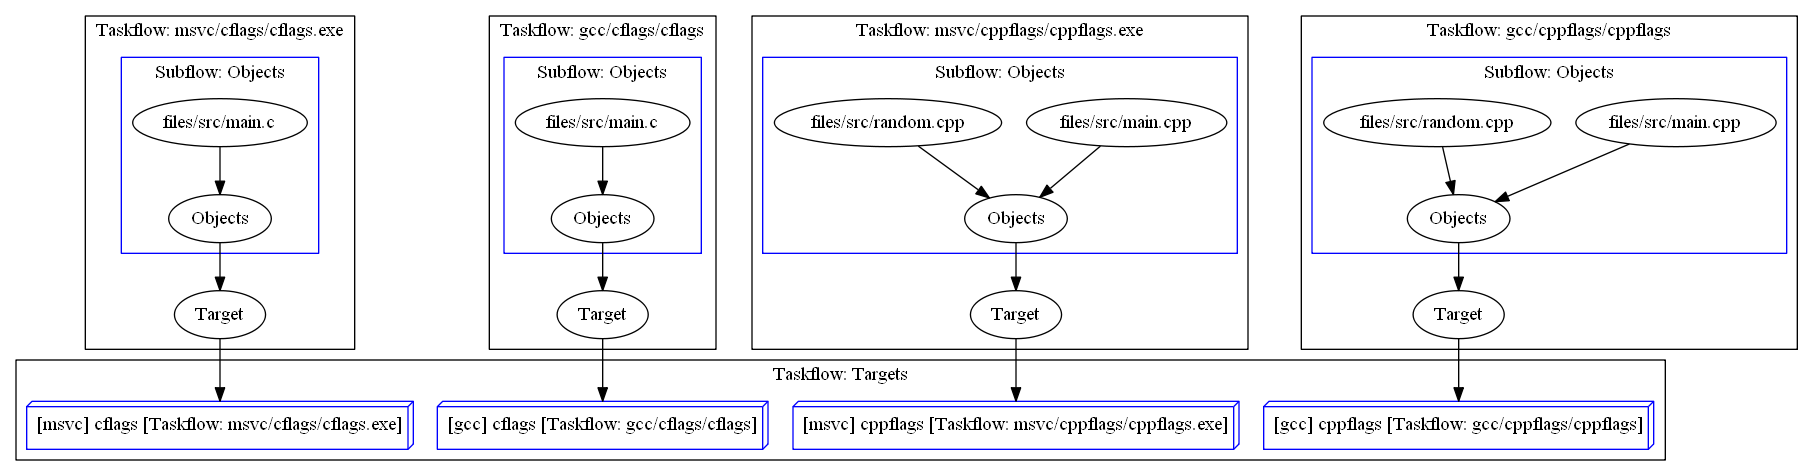 Taskflow: msvc/cflags/cflags.exe
Subflow: Objects
files/src/main.c
Objects
Target
Taskflow: gcc/cflags/cflags
Subflow: Objects
files/src/main.c
Objects
Target
Taskflow: msvc/cppflags/cppflags.exe
Subflow: Objects
files/src/random.cpp
files/src/main.cpp
Objects
Target
Taskflow: gcc/cppflags/cppflags
Subflow: Objects
files/src/random.cpp
files/src/main.cpp
Objects
Target
Taskflow: Targets
[msvc] cflags [Taskflow: msvc/cflags/cflags.exe]
[gcc] cflags [Taskflow: gcc/cflags/cflags]
[msvc] cppflags [Taskflow: msvc/cppflags/cppflags.exe]
[gcc] cppflags [Taskflow: gcc/cppflags/cppflags]